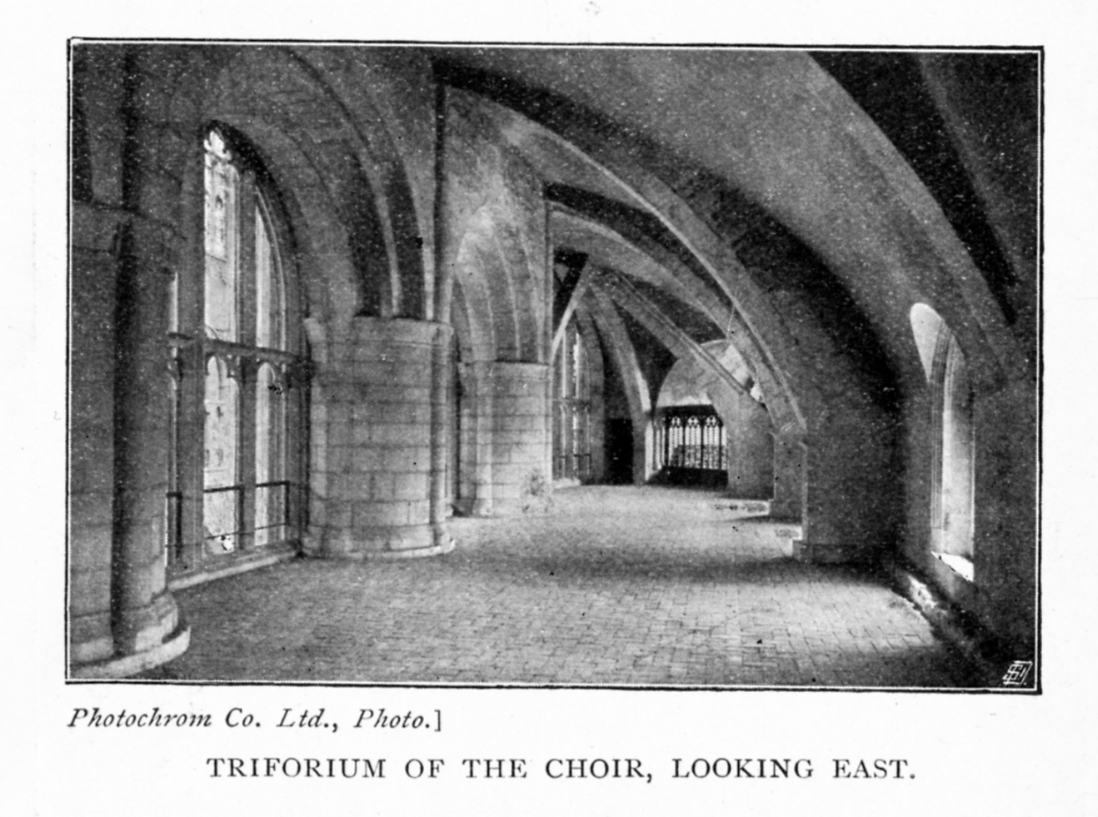 Photochrom Co. Ltd., Photo.]
TRIFORIUM OF THE CHOIR, LOOKING EAST.